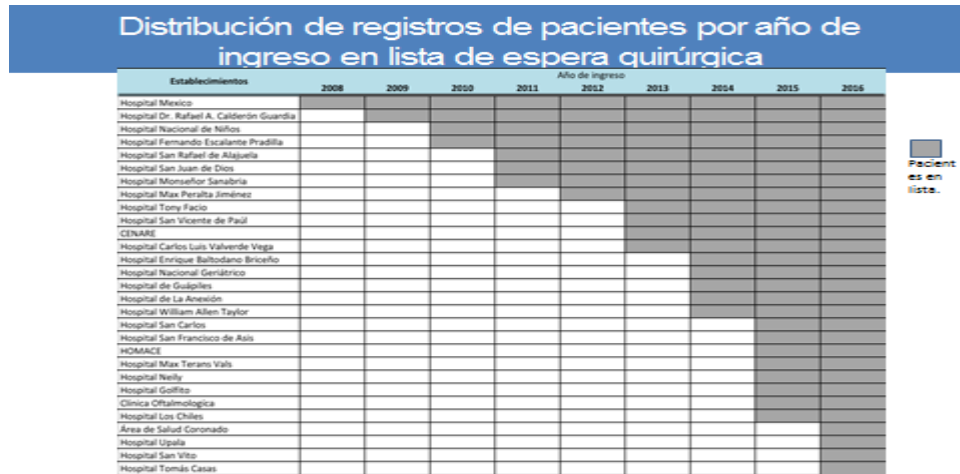 Distribución de registros de pacientes por año de
ingreso en lista de espera quirúrgica
Establecimientos
Año de ingreso
2008 2009 2010 2011 2012 2013 2014 2015 2016
Hospital Mexico
Hospital Dr. Rafael A. Calderón Guardia
Hospital Nacional de Niños
Hospital Fernando Escalante Pradilla
Hospital San Rafael de Alajuela
Hospital San Juan de Dios
Hospital Monseñor Sanabria
Hospital Max Peralta Jiménez
Hospital Tony Facio
Hospital San Vicente de Paúl
CENARE
Hospital Carlos Luis Valverde Vega
Hospital Enrique Baltodano Briceño
Hospital Nacional Geriátrico
Hospital de Guápiles
Hospital de La Anexión
Hospital William Allen Taylor
Hospital San Carlos
Hospital San Francisco de Asis
HOMACE
Hospital Max Terans Vals
Hospital Neily
Hospital Golfito
Clínica Oftalmologica
Hospital Los Chiles
Área de Salud Coronado
Hospital Upala
Hospital San Vito
Hospital Tomás Casas
Pacient
es en
lista.